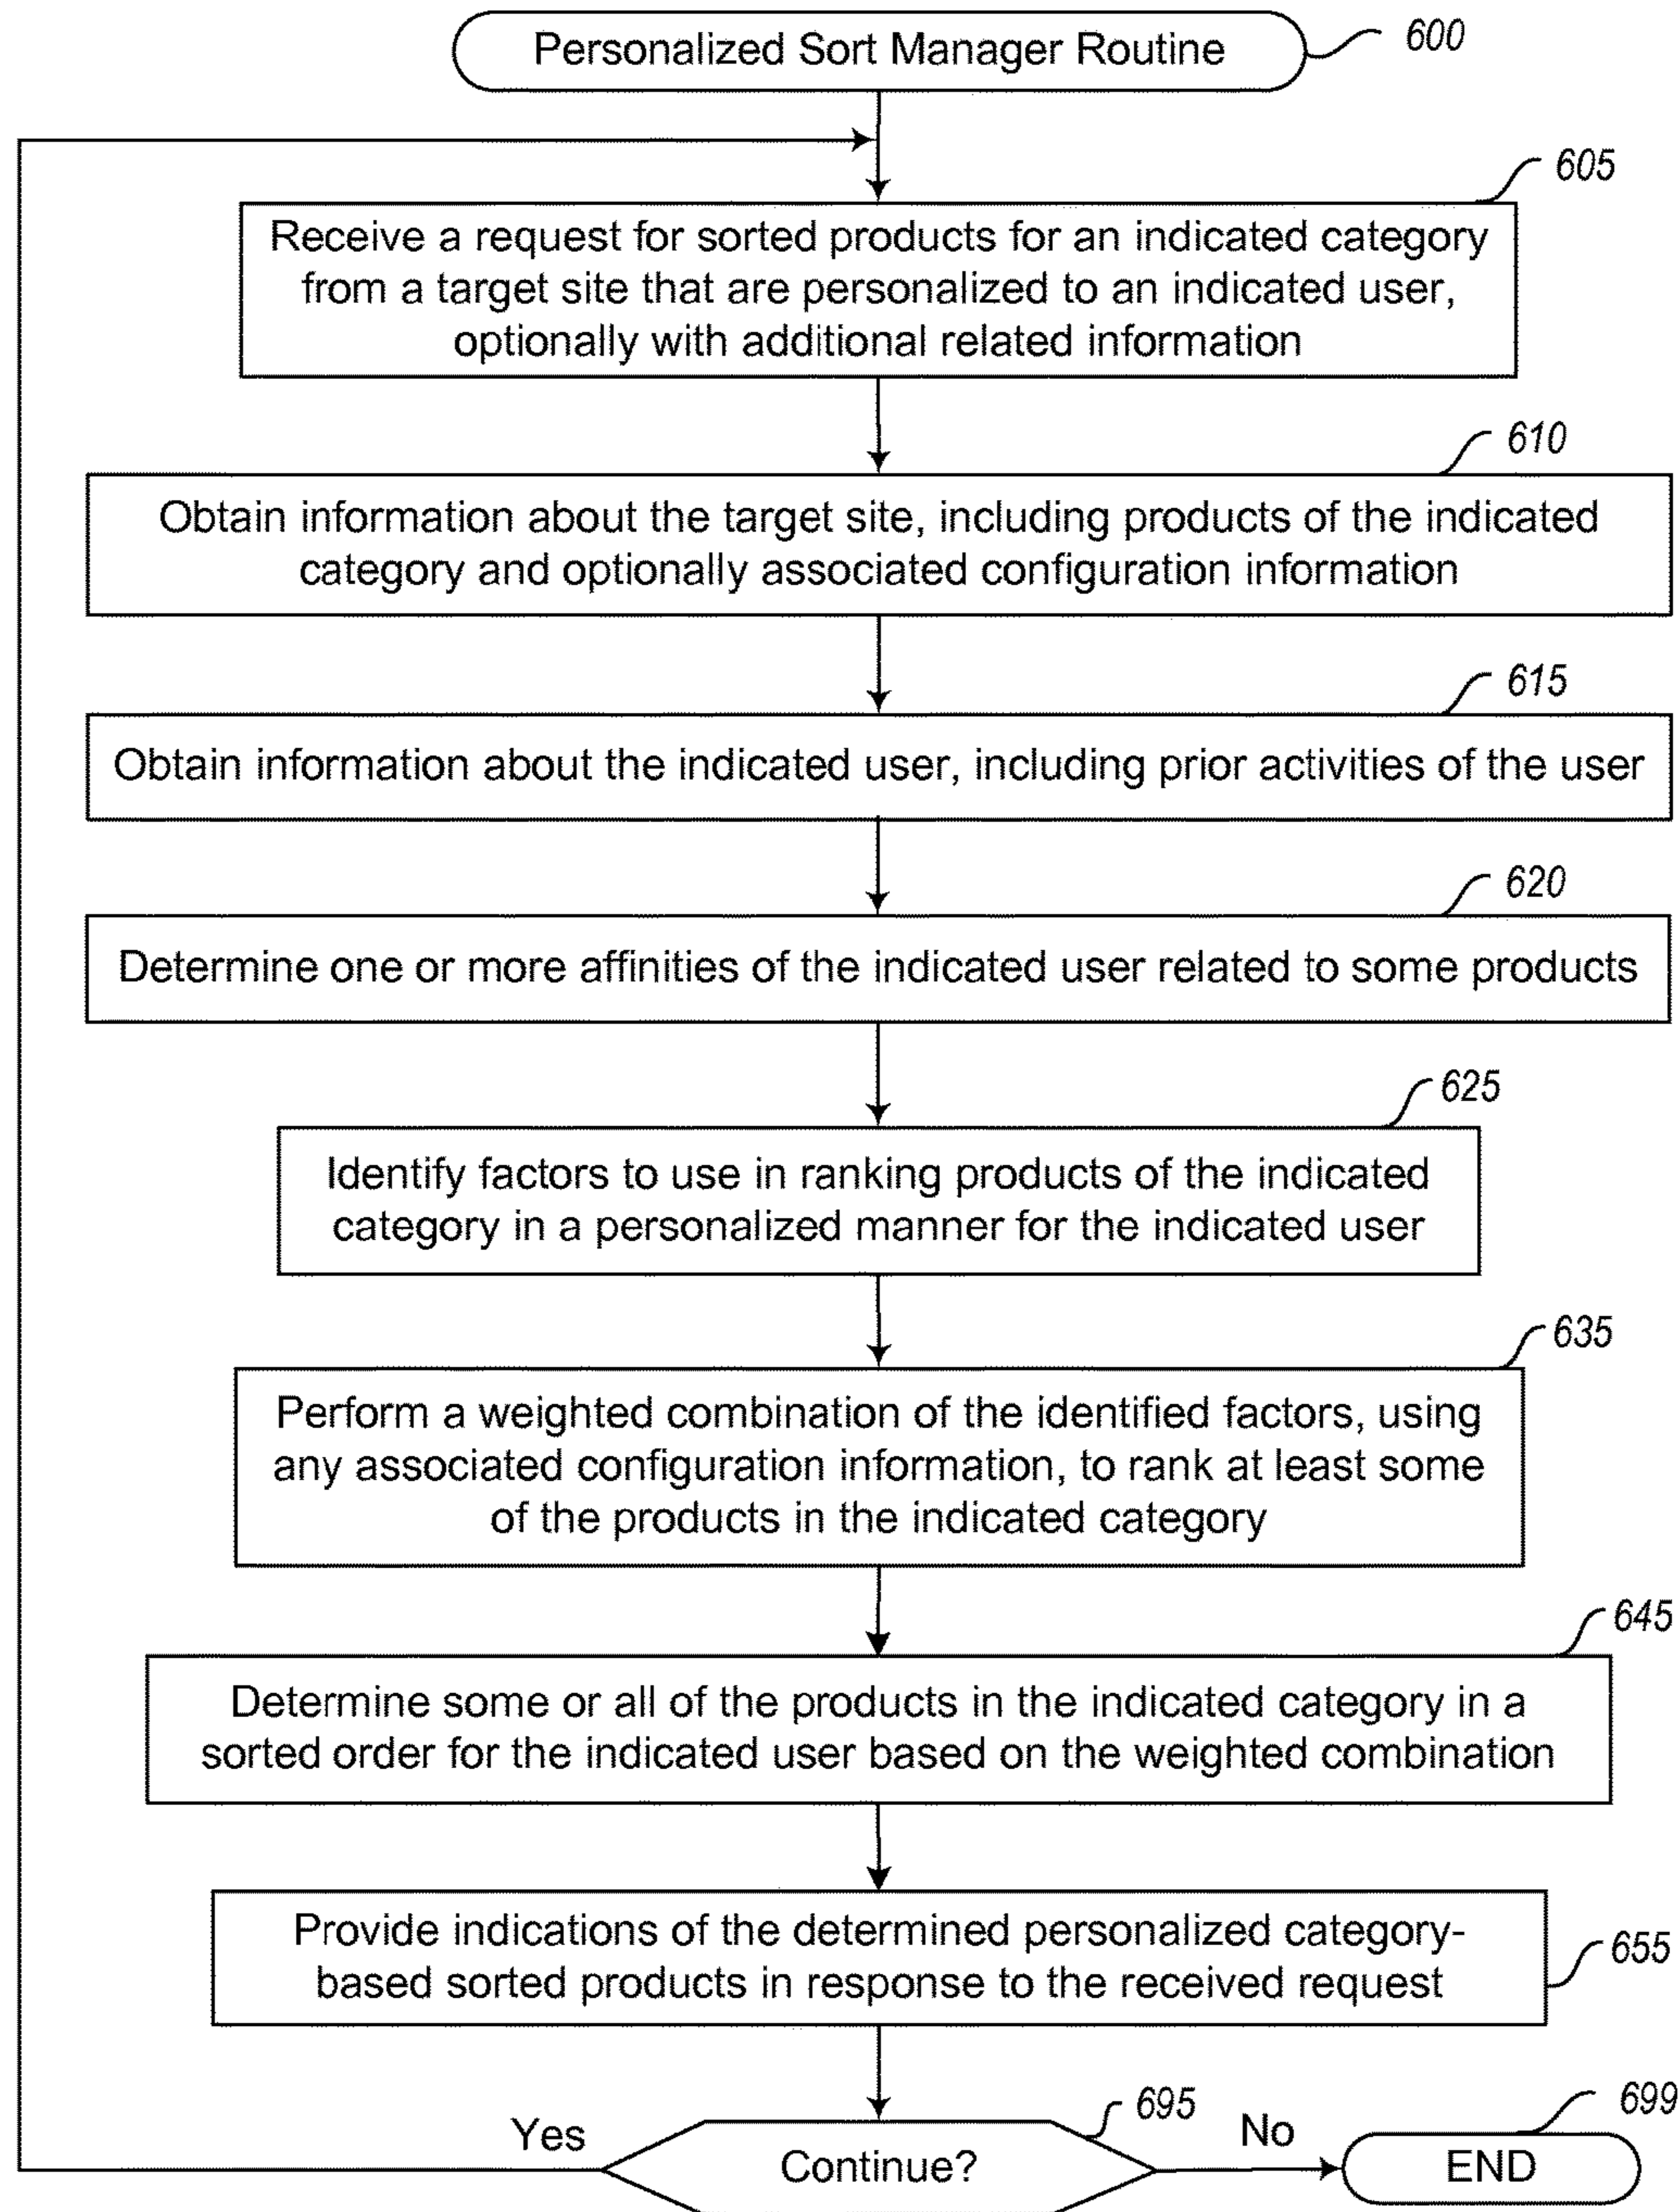 Personalized Sort Manager Routine
600
605
Receive a request for sorted products for an indicated category
from a target site that are personalized to an indicated user,
optionally with additional related information
610
Obtain information about the target site, including products of the indicated
category and optionally associated configuration information
615
Obtain information about the indicated user, including prior activities of the user
620
Determine one or more affinities of the indicated user related to some products
625
Identify factors to use in ranking products of the indicated
category in a personalized manner for the indicated user
635
Perform a weighted combination of the identified factors, using
any associated configuration information, to rank at least some
of the products in the indicated category
645
Determine some or all of the products in the indicated category in a
sorted order for the indicated user based on the weighted combination
Provide indications of the determined personalized category-
based sorted products in response to the received request
655
Yes
Continue?
695
No
END
699